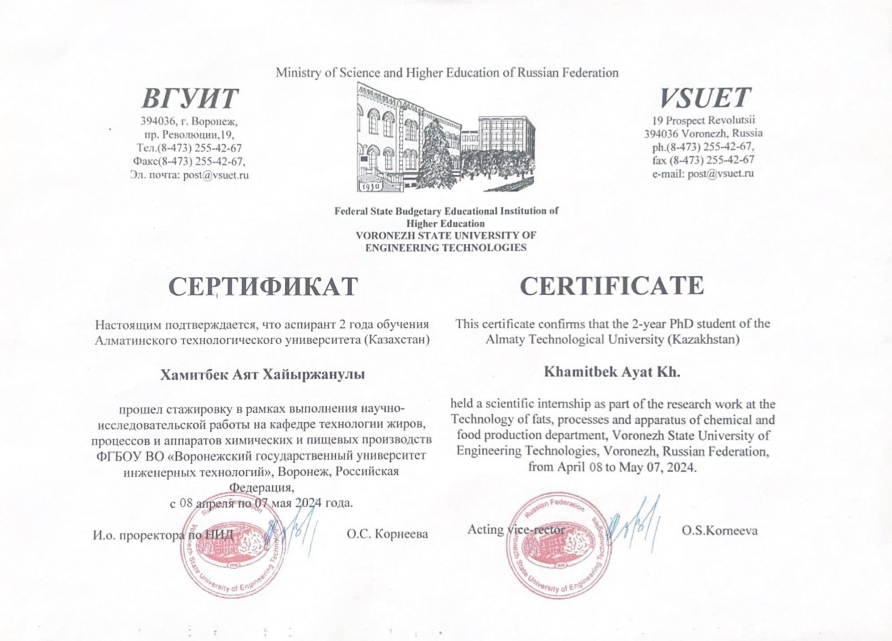 Ministry of Science and Higher Education of Russian Federation
ВГУИТ
394036, г. Воронеж,
пр. Революции,19,
Тел.(8-473) 255-42-67
Факс(8-473) 255-42-67,
Эл. почта: post@vsuet.ru
1930
VSUET
19 Prospect Revolutsii
394036 Voronezh, Russia
ph.(8-473) 255-42-67,
fax (8-473) 255-42-67
e-mail: post@vsuet.ru
Federal State Budgetary Educational Institution of
Higher Education
VORONEZH STATE UNIVERSITY OF
ENGINEERING TECHNOLOGIES
СЕРТИФИКАТ
Настоящим подтверждается, что аспирант 2 года обучения
Алматинского технологического университета (Казахстан)
Хамитбек Аят Хайыржанулы
прошел стажировку в рамках выполнения научно-
исследовательской работы на кафедре технологии жиров,
процессов и аппаратов химических и пищевых производств
ФГБОУ ВО «Воронежский государственный университет
инженерных технологий», Воронеж, Российская
Федерация,
с 08 апреля по 07 мая 2024 года.
И.о. проректора по НИД
О.С. Корнеева
Russian Federation
Voronezh State University of Engineering Technologies
CERTIFICATE
This certificate confirms that the 2-year PhD student of the
Almaty Technological University (Kazakhstan)
Khamitbek Ayat Kh.
held a scientific internship as part of the research work at the
Technology of fats, processes and apparatus of chemical and
food production department, Voronezh State University of
Engineering Technologies, Voronezh, Russian Federation,
from April 08 to May 07, 2024.
Acting vice-rector
O.S.Korneeva
Russian Federation
Voronezh State University of Engineering Technologies